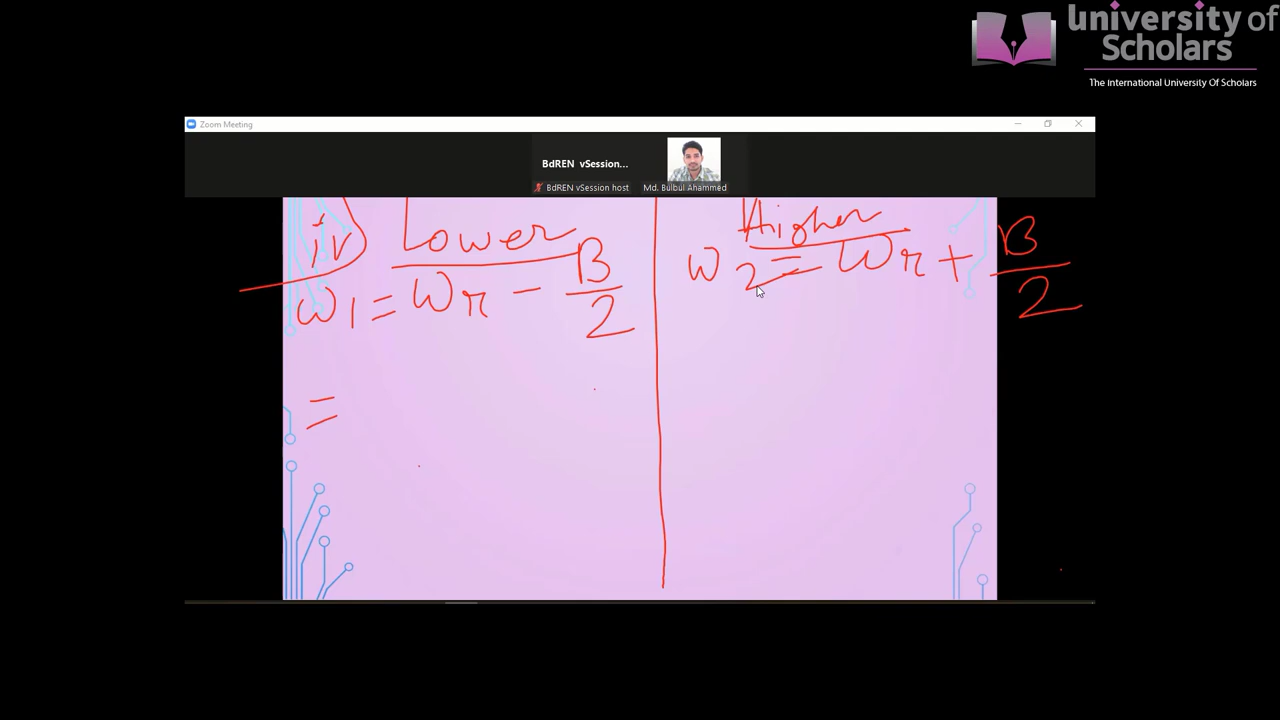 University of
Scholars
The International University Of Scholars
Zoom Meeting
BdREN vSession...
BdREN vSession host
Md. Bulbul Ahammed
iv) Lower
ω1 = ωr - B/2
=
Higher
ω2 = ωr + B/2